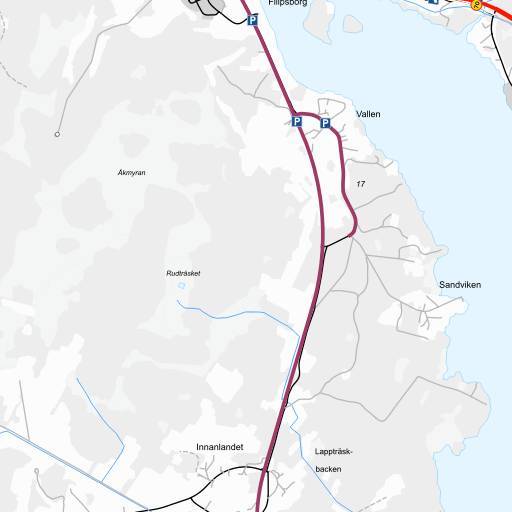 Filipsborg
P
P
P
Vallen
Åkmyran
17
Rudträsket
Sandviken
Innanlandet
Lappträsk-
backen